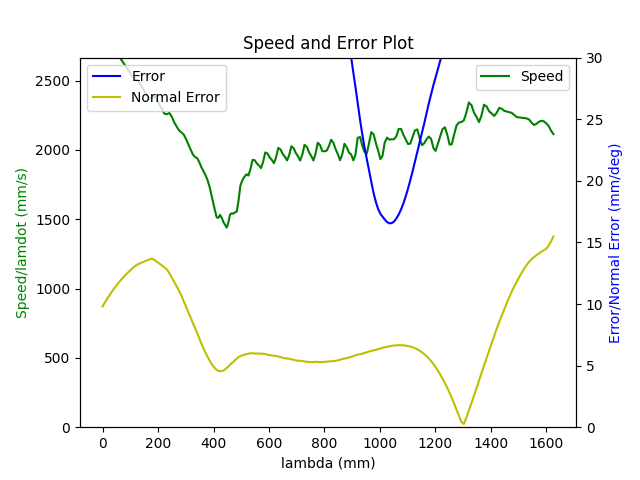 Speed and Error Plot
Error
Normal Error
Speed
Speed/lamdot (mm/s)
2500
2000
1500
1000
500
0
30
25
20
15
10
5
0
Error/Normal Error (mm/deg)
0 200 400 600 800 1000 1200 1400 1600
lambda (mm)